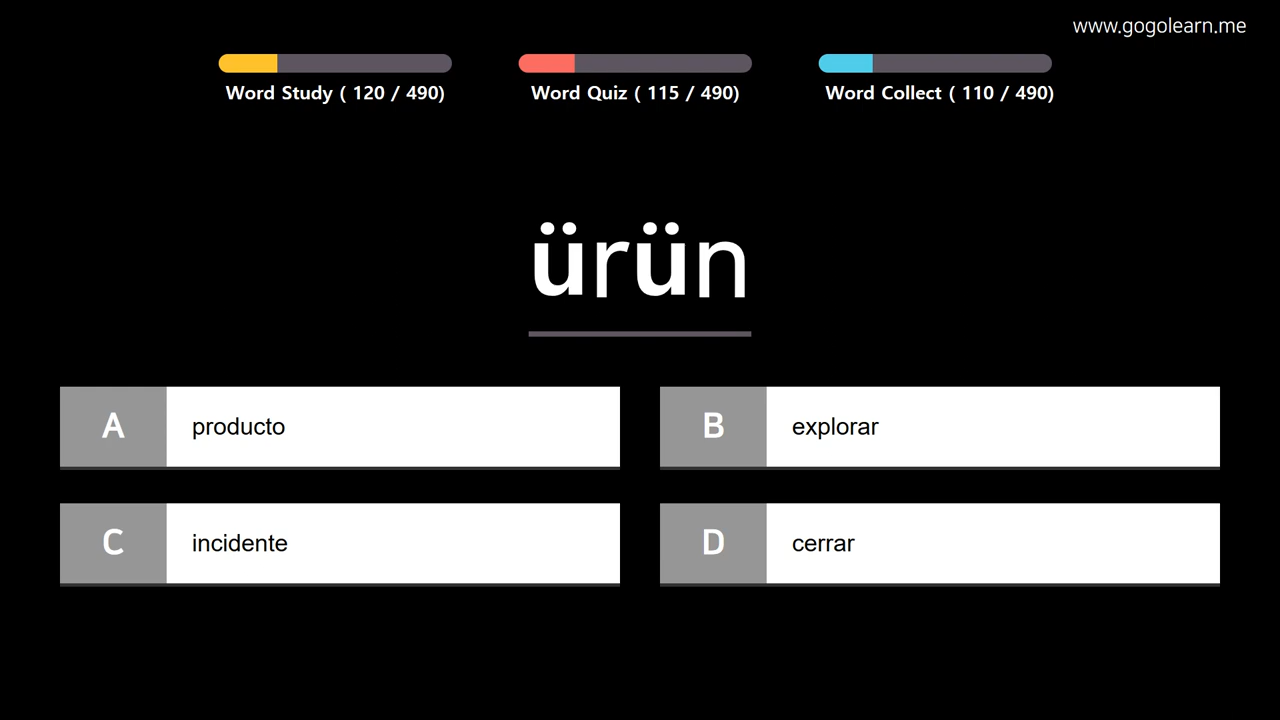 www.gogolearn.me
Word Study ( 120 / 490)
Word Quiz ( 115 / 490)
Word Collect ( 110 / 490)
ürün
A producto
B explorar
C incidente
D cerrar